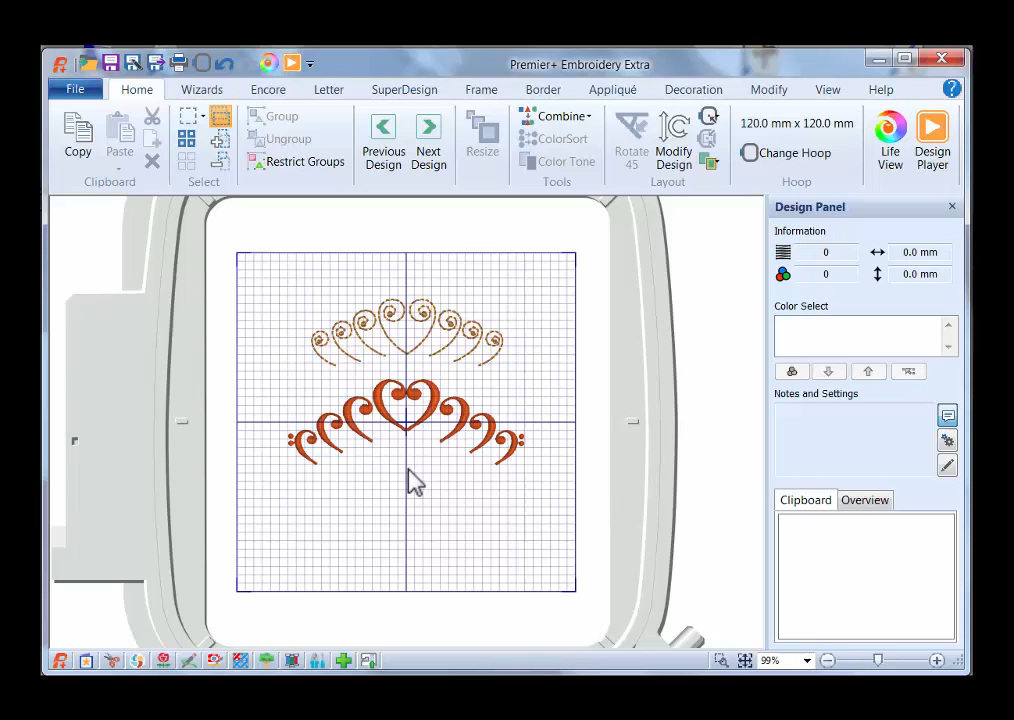 Premier+ Embroidery Extra
File Home Wizards Encore Letter SuperDesign Frame Border Appliqué Decoration Modify View Help
Copy
Paste
Clipboard
Select
Group
Ungroup
Restrict Groups
Previous Design
Next Design
Resize
Combine
ColorSort
Color Tone
Tools
Rotate 45
Modify Design
Layout
120.0 mm x 120.0 mm
Change Hoop
Hoop
Life View
Design Player
Design Panel
Information
0 0.0 mm
0 0.0 mm
Color Select
Notes and Settings
Clipboard Overview
99%